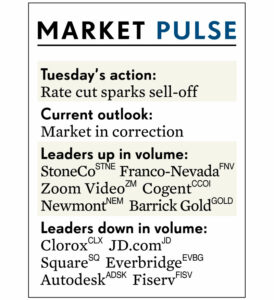 MARKET PULSE
Tuesday's action:
Rate cut sparks sell-off
Current outlook:
Market in correction
Leaders up in volume:
StoneCo STNE Franco-Nevada FNV
Zoom Video ZM Cogent CCOI
Newmont NEM Barrick Gold GOLD
Leaders down in volume:
Clorox CLX JD.com JD
Square SQ Everbridge EVBG
Autodesk ADSK Fiserv FISV